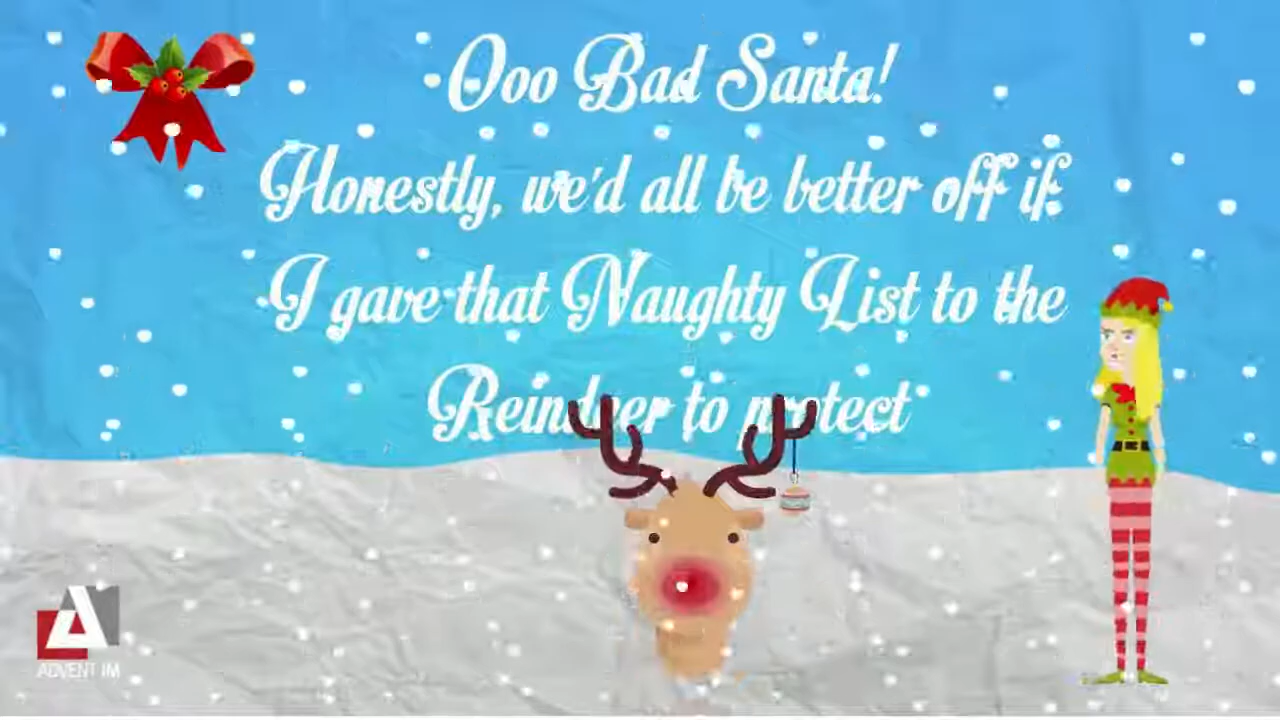 Ooo Bad Santa!
Honestly, we'd all be better off if
I gave that Naughty List to the
Reindeer to protect
ADVENT IM